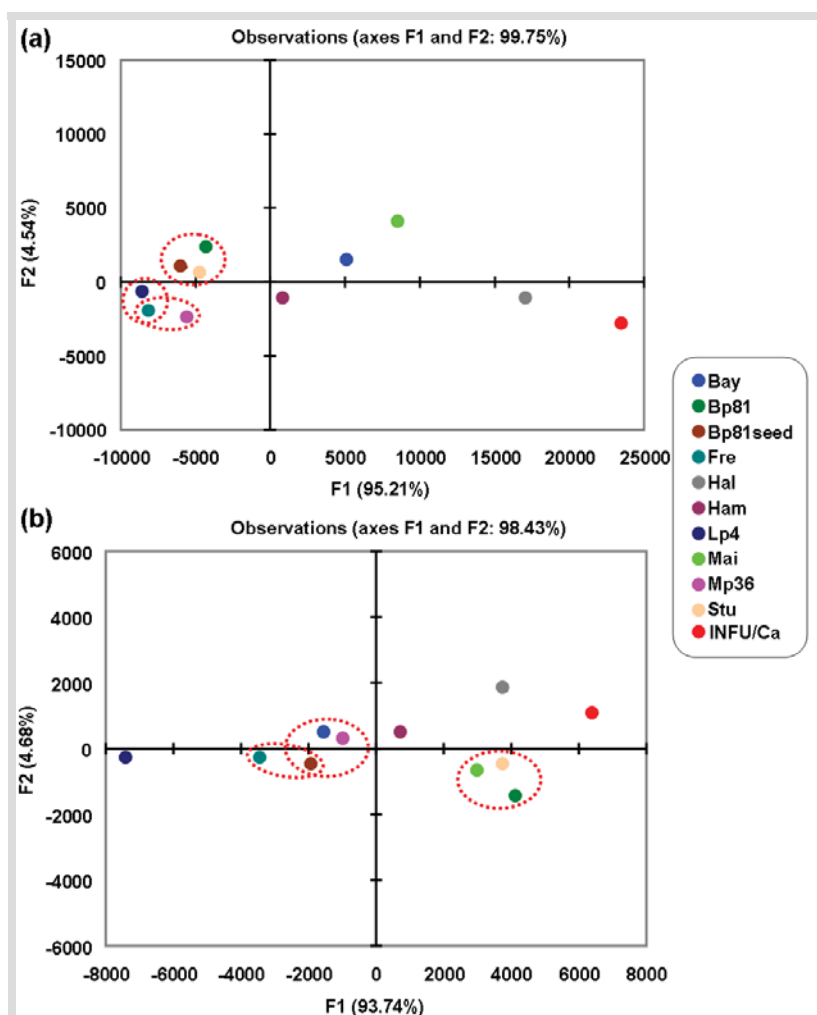 (a)
Observations (axes F1 and F2: 99.75%)
15000
10000
5000
0
-5000
-10000
F2 (4.54%)
-10000 -5000 0 5000 10000 15000 20000 25000
F1 (95.21%)
Bay
Bp81
Bp81seed
Fre
Hal
Ham
Lp4
Mai
Mp36
Stu
INFU/Ca
(b)
Observations (axes F1 and F2: 98.43%)
6000
4000
2000
0
-2000
-4000
-6000
F2 (4.68%)
-8000 -6000 -4000 -2000 0 2000 4000 6000 8000
F1 (93.74%)